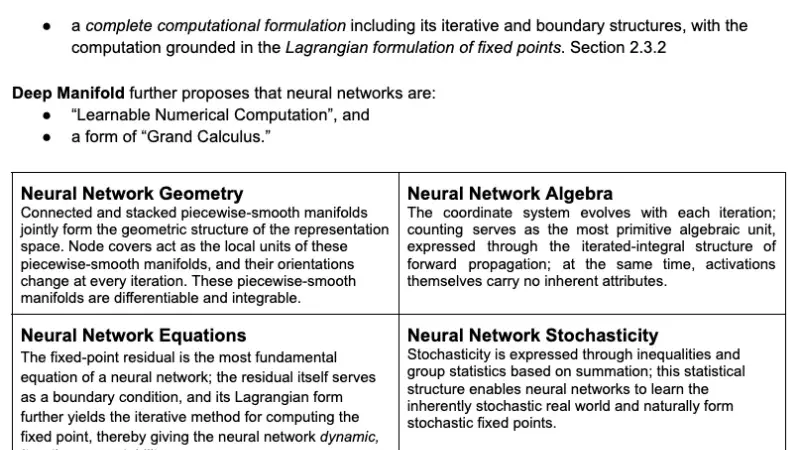 ● a complete computational formulation including its iterative and boundary structures, with the
computation grounded in the Lagrangian formulation of fixed points. Section 2.3.2
Deep Manifold further proposes that neural networks are:
● “Learnable Numerical Computation”, and
● a form of “Grand Calculus.”
Neural Network Geometry
Connected and stacked piecewise-smooth manifolds
jointly form the geometric structure of the representation
space. Node covers act as the local units of these
piecewise-smooth manifolds, and their orientations
change at every iteration. These piecewise-smooth
manifolds are differentiable and integrable.
Neural Network Algebra
The coordinate system evolves with each iteration;
counting serves as the most primitive algebraic unit,
expressed through the iterated-integral structure of
forward propagation; at the same time, activations
themselves carry no inherent attributes.
Neural Network Equations
The fixed-point residual is the most fundamental
equation of a neural network; the residual itself serves
as a boundary condition, and its Lagrangian form
further yields the iterative method for computing the
fixed point, thereby giving the neural network dynamic,
Neural Network Stochasticity
Stochasticity is expressed through inequalities and
group statistics based on summation; this statistical
structure enables neural networks to learn the
inherently stochastic real world and naturally form
stochastic fixed points.